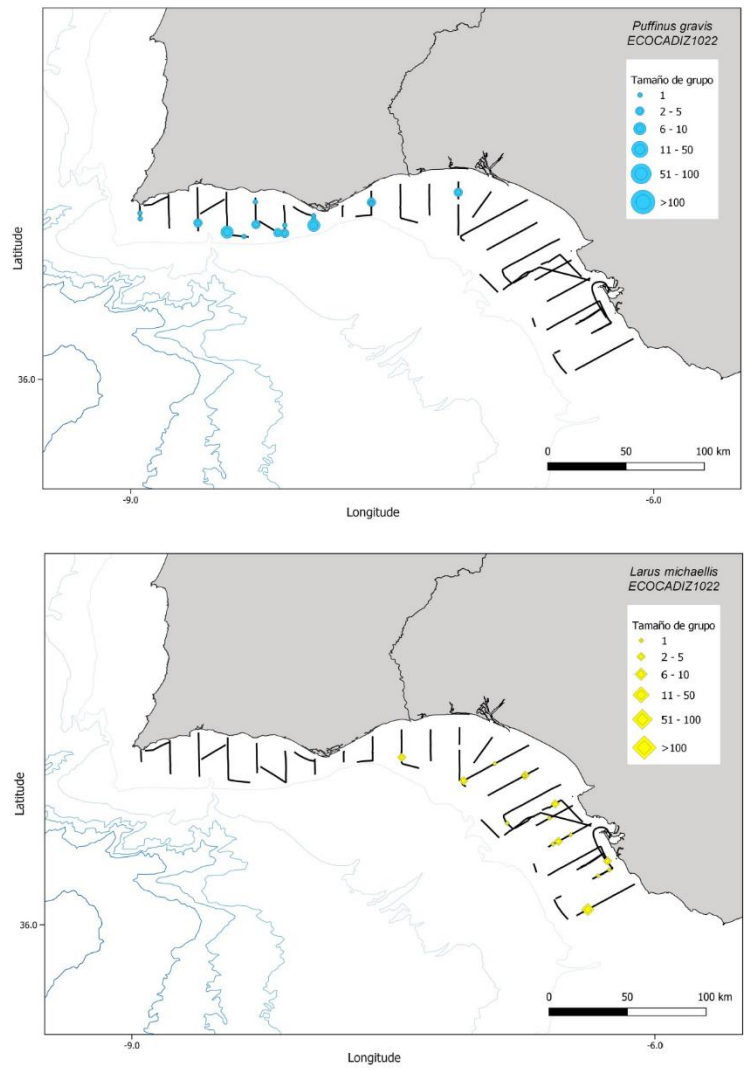 Puffinus gravis
ECOCADIZ1022
Tamaño de grupo
1
2 - 5
6 - 10
11 - 50
51 - 100
>100
Latitude
36.0
0 50 100 km
-9.0 -6.0
Longitude
Larus michaellis
ECOCADIZ1022
Tamaño de grupo
1
2 - 5
6 - 10
11 - 50
51 - 100
>100
Latitude
36.0
0 50 100 km
-9.0 -6.0
Longitude